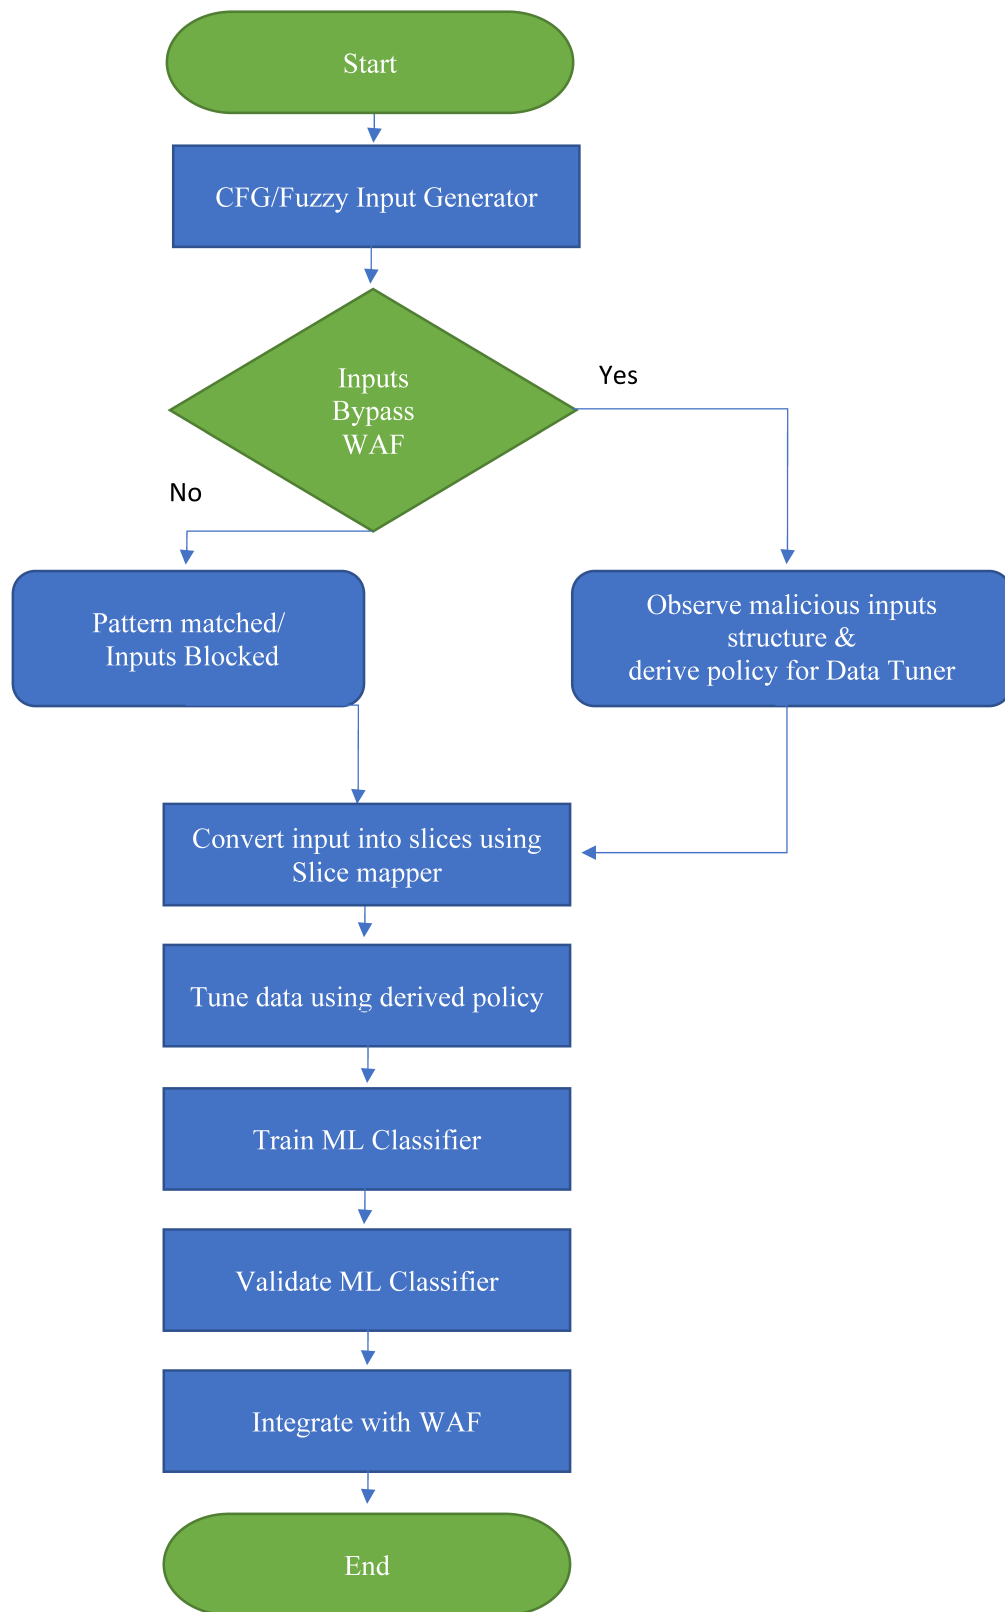 Start
CFG/Fuzzy Input Generator
Inputs
Bypass
WAF
Yes
No
Pattern matched/
Inputs Blocked
Observe malicious inputs
structure &
derive policy for Data Tuner
Convert input into slices using
Slice mapper
Tune data using derived policy
Train ML Classifier
Validate ML Classifier
Integrate with WAF
End